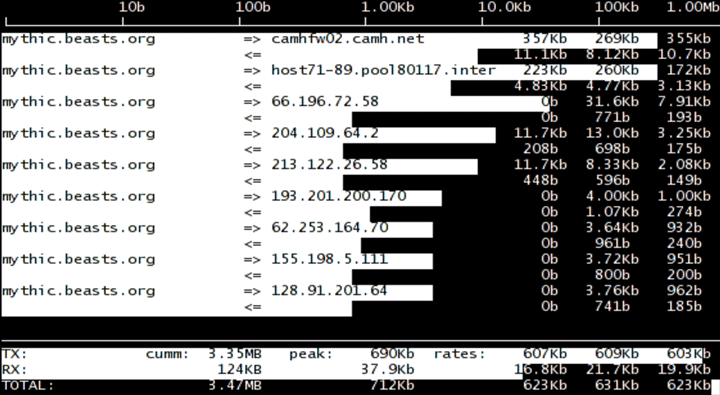 10b 100b 1.00Kb 10.0Kb 100Kb 1.00Mb
mythic.beasts.org => camhfw02.camh.net 357Kb 269Kb 355Kb
<= 11.1Kb 8.12Kb 10.7Kb
mythic.beasts.org => host71-89.pool80117.inter 223Kb 260Kb 172Kb
<= 4.83Kb 4.77Kb 3.13Kb
mythic.beasts.org => 66.196.72.58 0b 31.6Kb 7.91Kb
<= 0b 771b 193b
mythic.beasts.org => 204.109.64.2 11.7Kb 13.0Kb 3.25Kb
<= 208b 698b 175b
mythic.beasts.org => 213.122.26.58 11.7Kb 8.33Kb 2.08Kb
<= 448b 596b 149b
mythic.beasts.org => 193.201.200.170 0b 4.00Kb 1.00Kb
<= 0b 1.07Kb 274b
mythic.beasts.org => 62.253.164.70 0b 3.64Kb 932b
<= 0b 961b 240b
mythic.beasts.org => 155.198.5.111 0b 3.72Kb 951b
<= 0b 800b 200b
mythic.beasts.org => 128.91.201.64 0b 3.76Kb 962b
<= 0b 741b 185b
TX: cumm: 3.35MB peak: 690Kb rates: 607Kb 609Kb 603Kb
RX: 124KB 37.9Kb 16.8Kb 21.7Kb 19.9Kb
TOTAL: 3.47MB 712Kb 623Kb 631Kb 623Kb